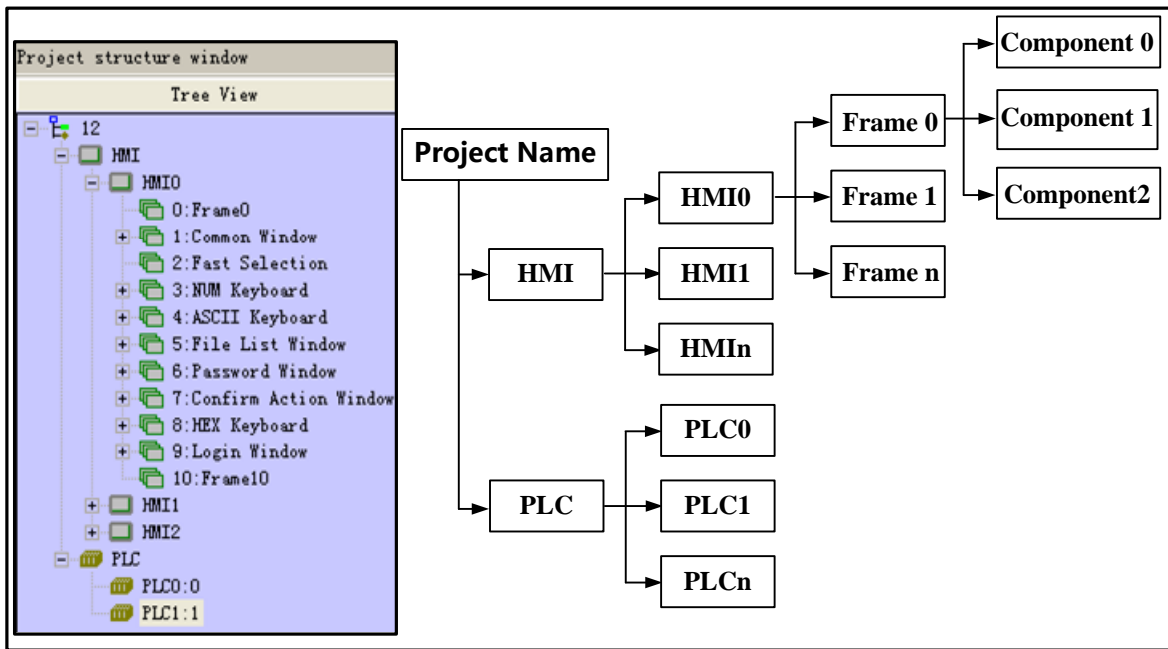 Project structure window
Tree View
12
HMI
HMI0
0:Frame0
1:Common Window
2:Fast Selection
3:NUM Keyboard
4:ASCII Keyboard
5:File List Window
6:Password Window
7:Confirm Action Window
8:HEX Keyboard
9:Login Window
10:Frame10
HMI1
HMI2
PLC
PLC0:0
PLC1:1
Project Name
HMI
PLC
HMI0
HMI1
HMIn
PLC0
PLC1
PLCn
Frame 0
Frame 1
Frame n
Component 0
Component 1
Component2